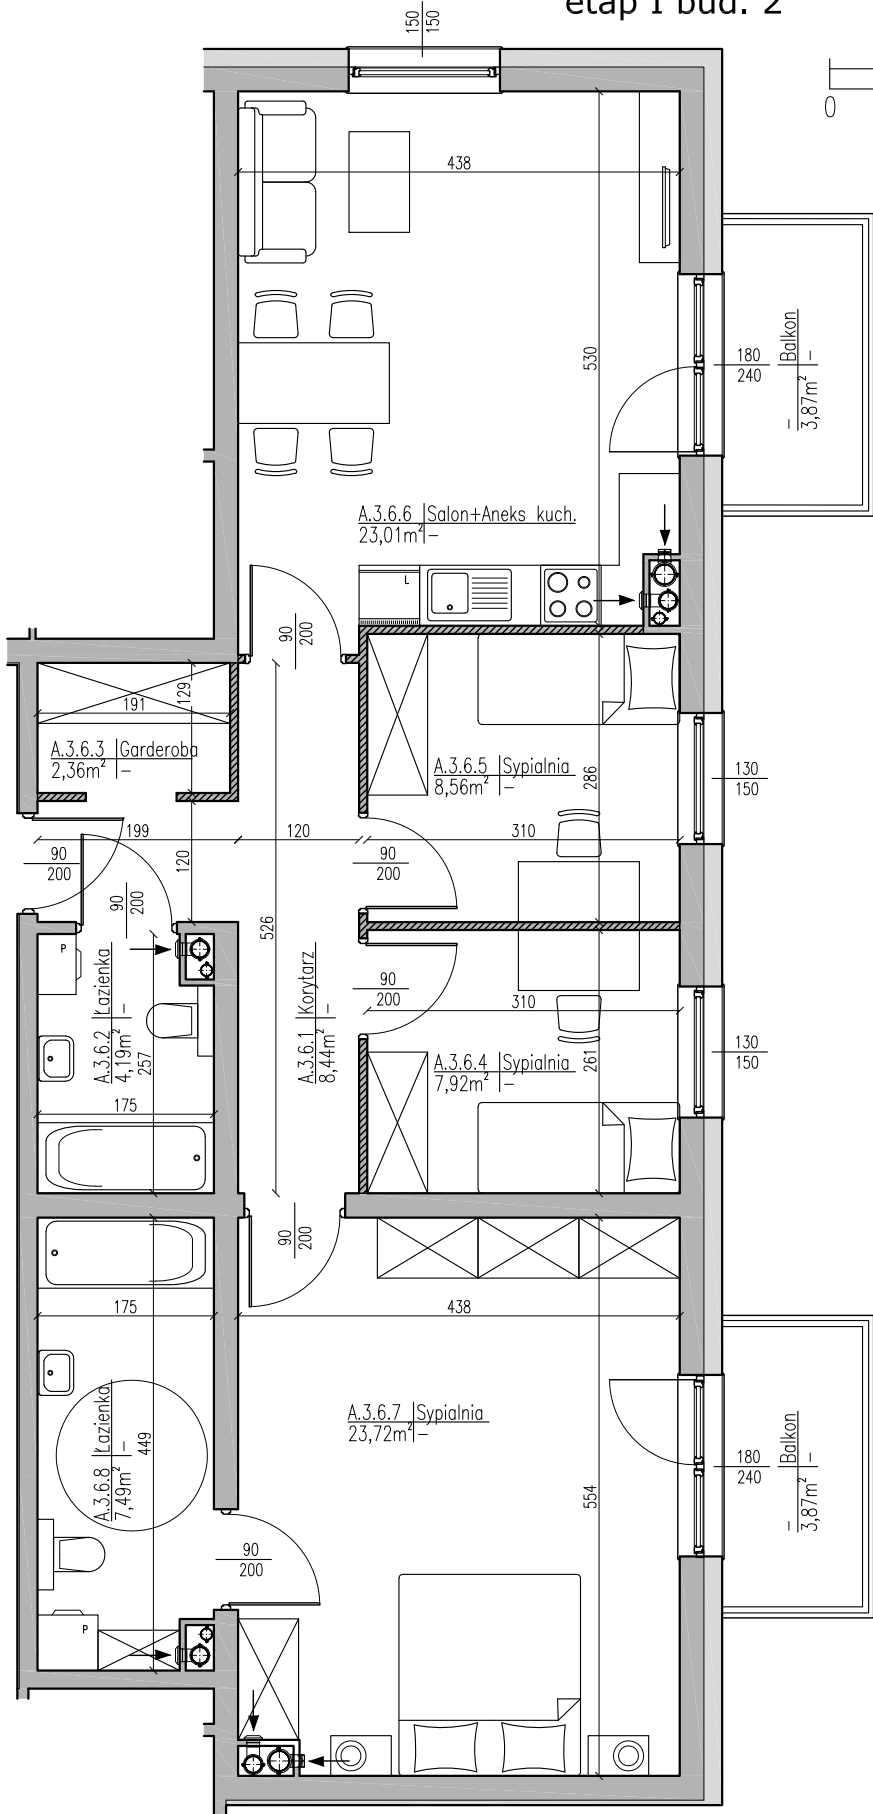 etap I bud. 2
150
150
0
438
530
180
240
Balkon –
– 3,87m²
A.3.6.6 Salon+Aneks kuch.
23,01m² –
L
90
200
129
191
A.3.6.3 Garderoba
2,36m² –
A.3.6.5 Sypialnia
8,56m² –
286
130
150
199
120
310
90
200
120
90
200
90
200
526
P
A.3.6.2 Łazienka
4,19m² –
257
A.3.6.1 Korytarz
8,44m² –
90
200
310
A.3.6.4 Sypialnia
7,92m² –
261
130
150
175
90
200
175
438
A.3.6.7 Sypialnia
23,72m² –
A.3.6.8 Łazienka
7,49m² –
449
554
180
240
Balkon –
– 3,87m²
90
200
P